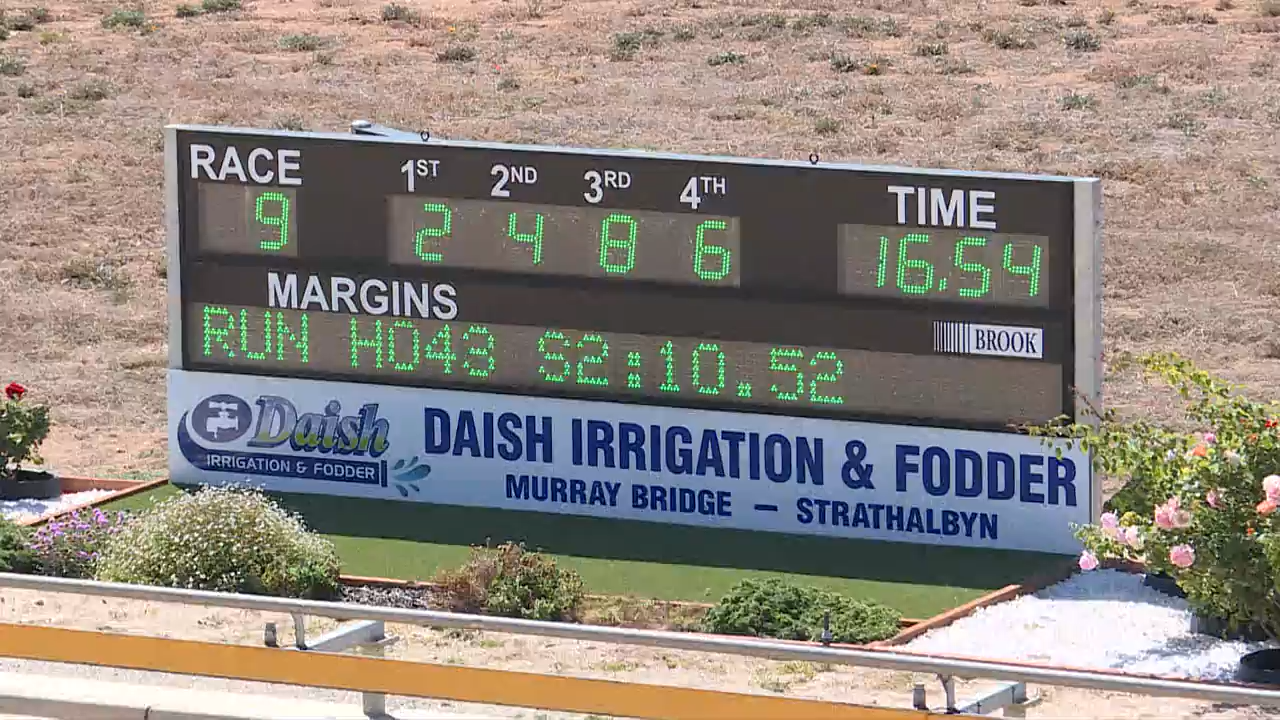 RACE 1ST 2ND 3RD 4TH TIME
9 2 4 8 6 16.54
MARGINS
RUN HO43 S2:10.52
BROOK
Daish
IRRIGATION & FODDER
DAISH IRRIGATION & FODDER
MURRAY BRIDGE – STRATHALBYN